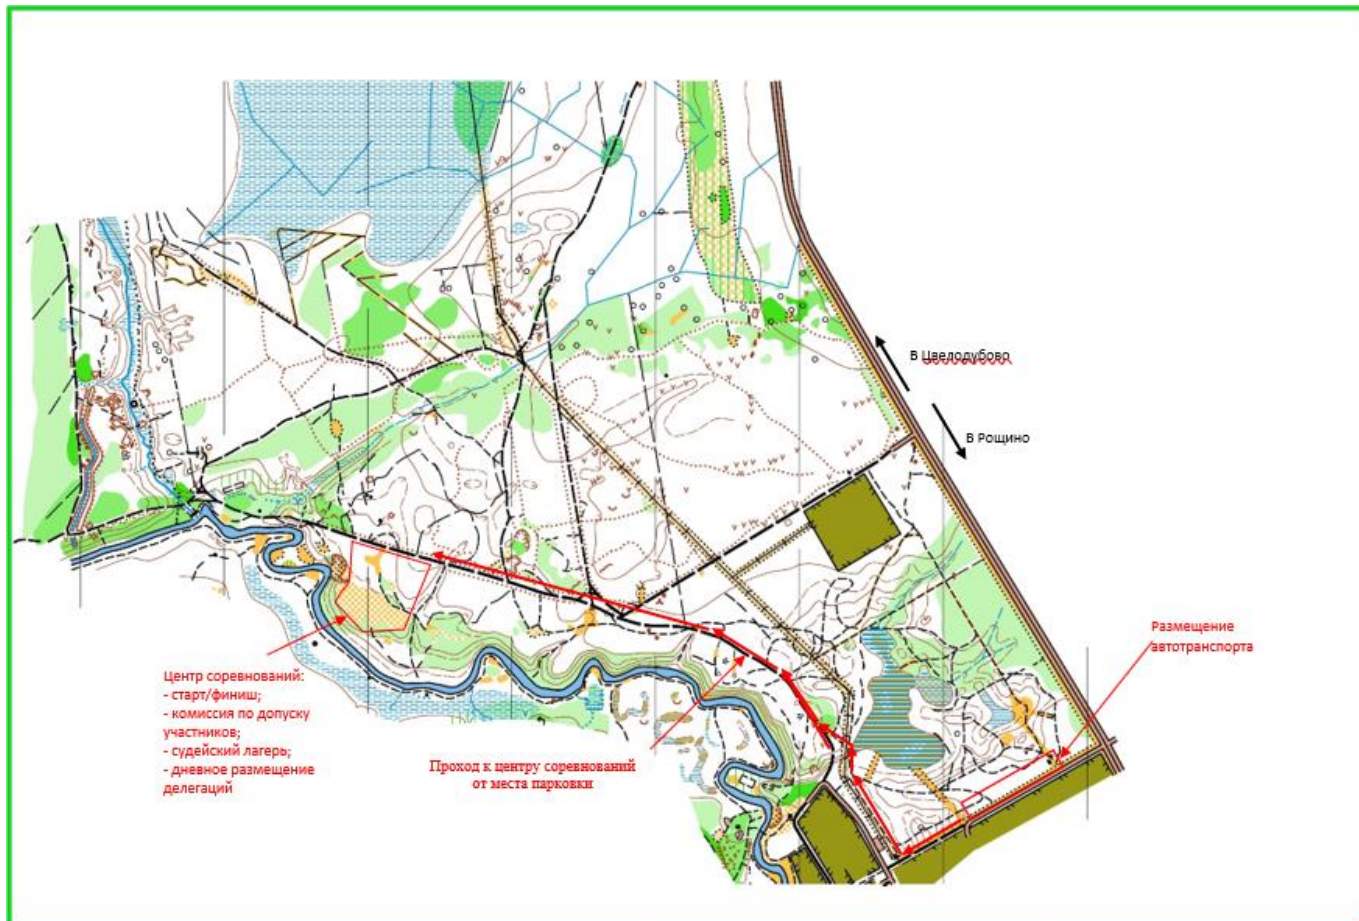 В Цвелодубово
В Рощино
Размещение
автотранспорта
Центр соревнований:
- старт/финиш;
- комиссия по допуску
участников;
- судейский лагерь;
- дневное размещение
делегаций
Проход к центру соревнований
от места парковки